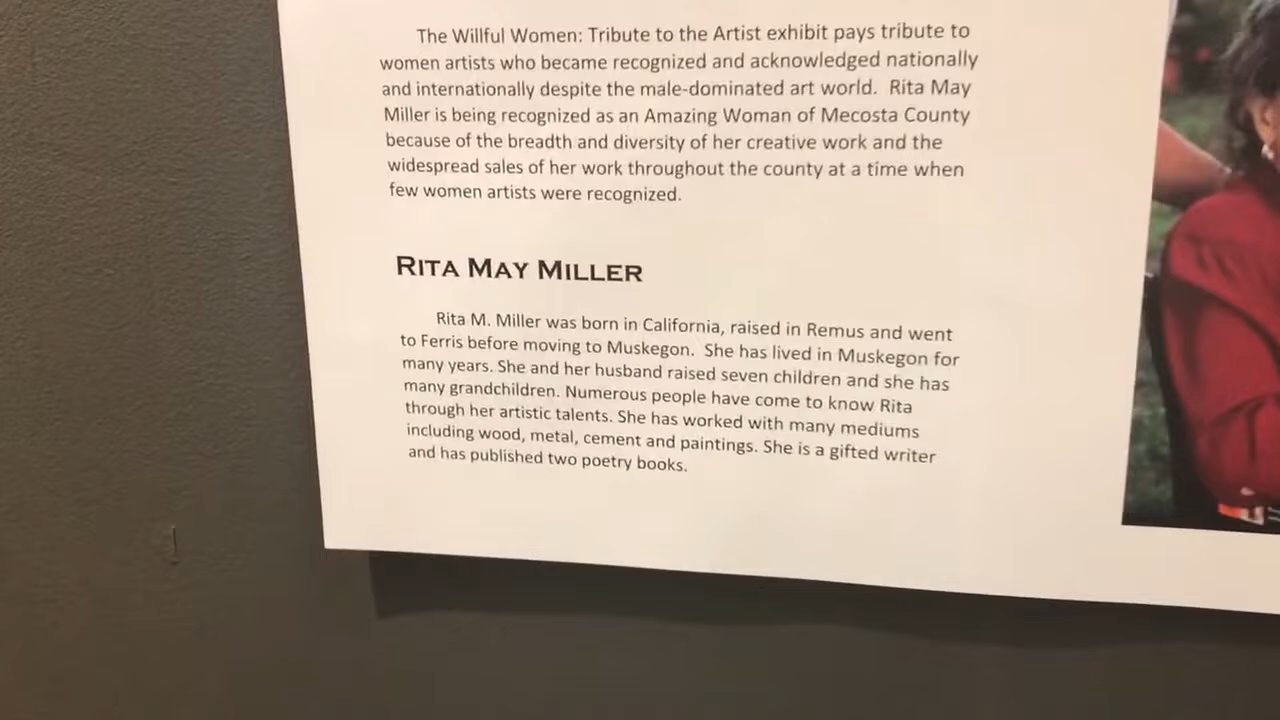 The Willful Women: Tribute to the Artist exhibit pays tribute to
women artists who became recognized and acknowledged nationally
and internationally despite the male-dominated art world.  Rita May
Miller is being recognized as an Amazing Woman of Mecosta County
because of the breadth and diversity of her creative work and the
widespread sales of her work throughout the county at a time when
few women artists were recognized.
RITA MAY MILLER
Rita M. Miller was born in California, raised in Remus and went
to Ferris before moving to Muskegon.  She has lived in Muskegon for
many years. She and her husband raised seven children and she has
many grandchildren. Numerous people have come to know Rita
through her artistic talents. She has worked with many mediums
including wood, metal, cement and paintings. She is a gifted writer
and has published two poetry books.